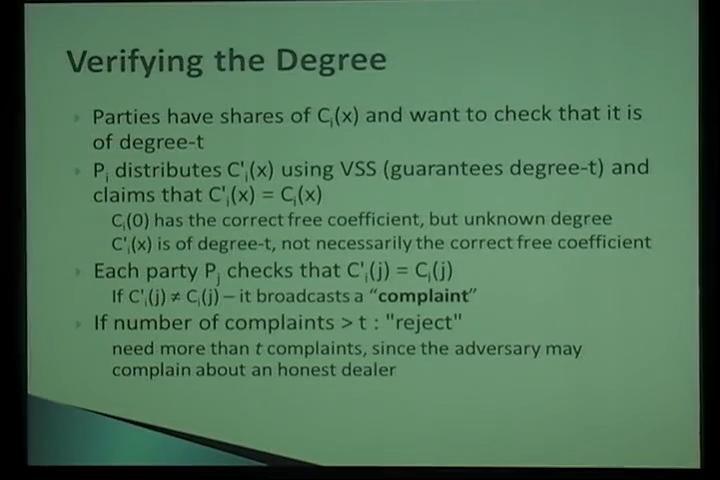 Verifying the Degree
Parties have shares of Cᵢ(x) and want to check that it is
of degree-t
Pᵢ distributes C'ᵢ(x) using VSS (guarantees degree-t) and
claims that C'ᵢ(x) = Cᵢ(x)
Cᵢ(0) has the correct free coefficient, but unknown degree
C'ᵢ(x) is of degree-t, not necessarily the correct free coefficient
Each party Pⱼ checks that C'ᵢ(j) = Cᵢ(j)
If C'ᵢ(j) ≠ Cᵢ(j) – it broadcasts a “complaint”
If number of complaints > t : "reject"
need more than t complaints, since the adversary may
complain about an honest dealer